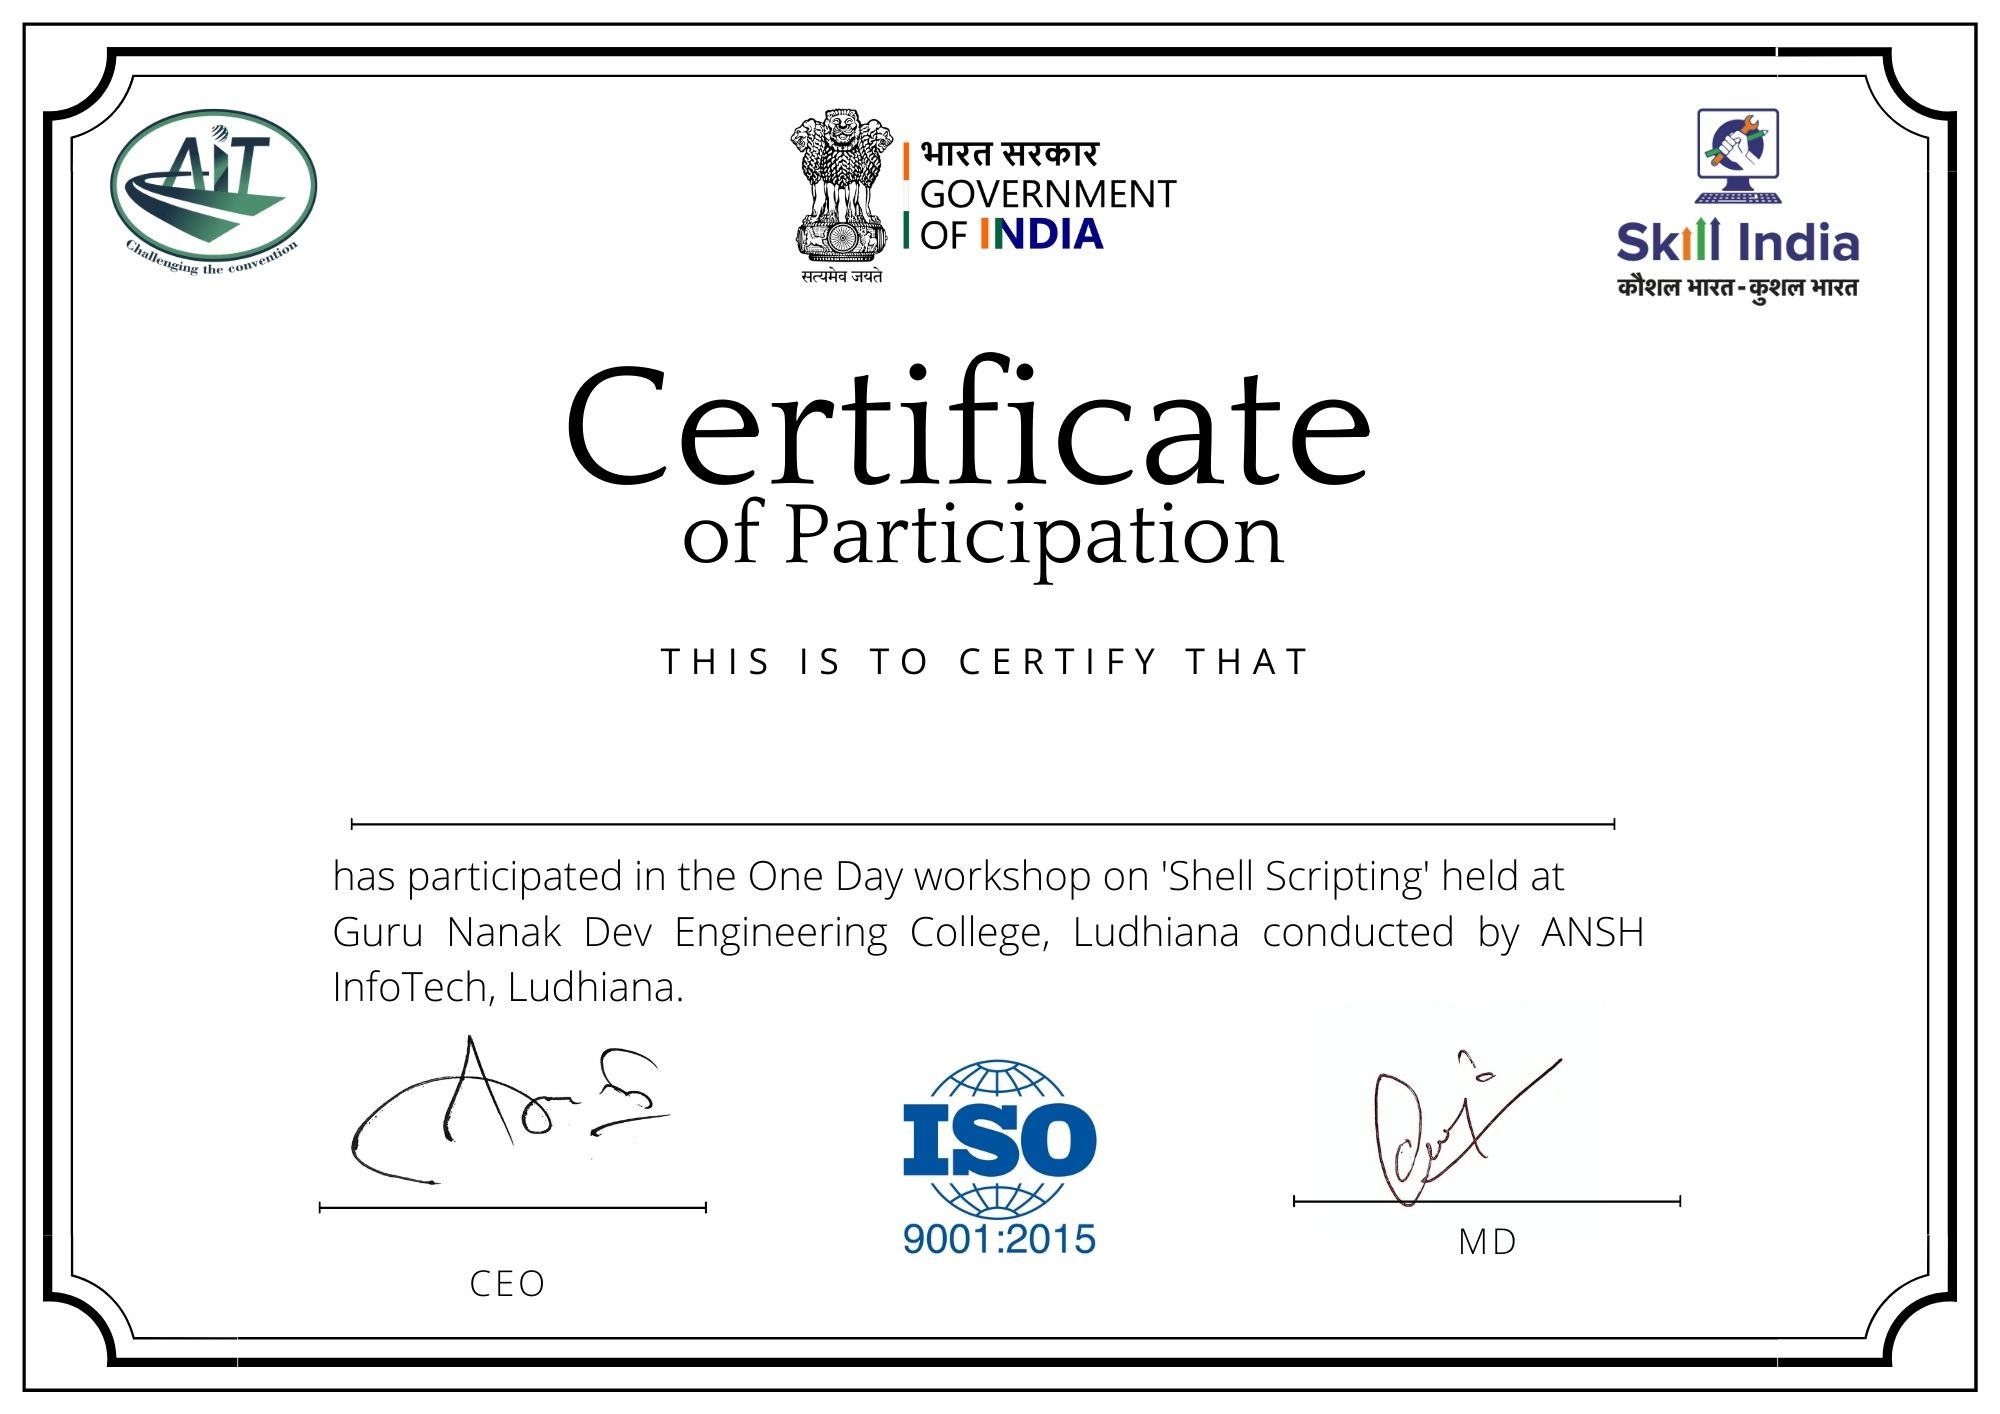 AiT
Challenging the convention
सत्यमेव जयते
भारत सरकार
GOVERNMENT
OF INDIA
Skill India
कौशल भारत - कुशल भारत
Certificate
of Participation
THIS IS TO CERTIFY THAT
has participated in the One Day workshop on 'Shell Scripting' held at
Guru Nanak Dev Engineering College, Ludhiana conducted by ANSH
InfoTech, Ludhiana.
CEO
ISO
9001:2015
MD